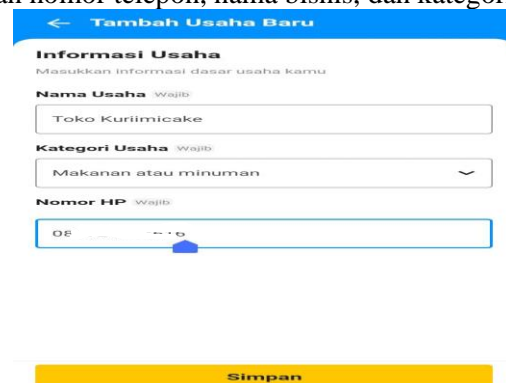 an nomor telepon, nama bisnis, dan kategor
← Tambah Usaha Baru
Informasi Usaha
Masukkan informasi dasar usaha kamu
Nama Usaha Wajib
Toko Kuriimicake
Kategori Usaha Wajib
Makanan atau minuman
Nomor HP Wajib
08
Simpan